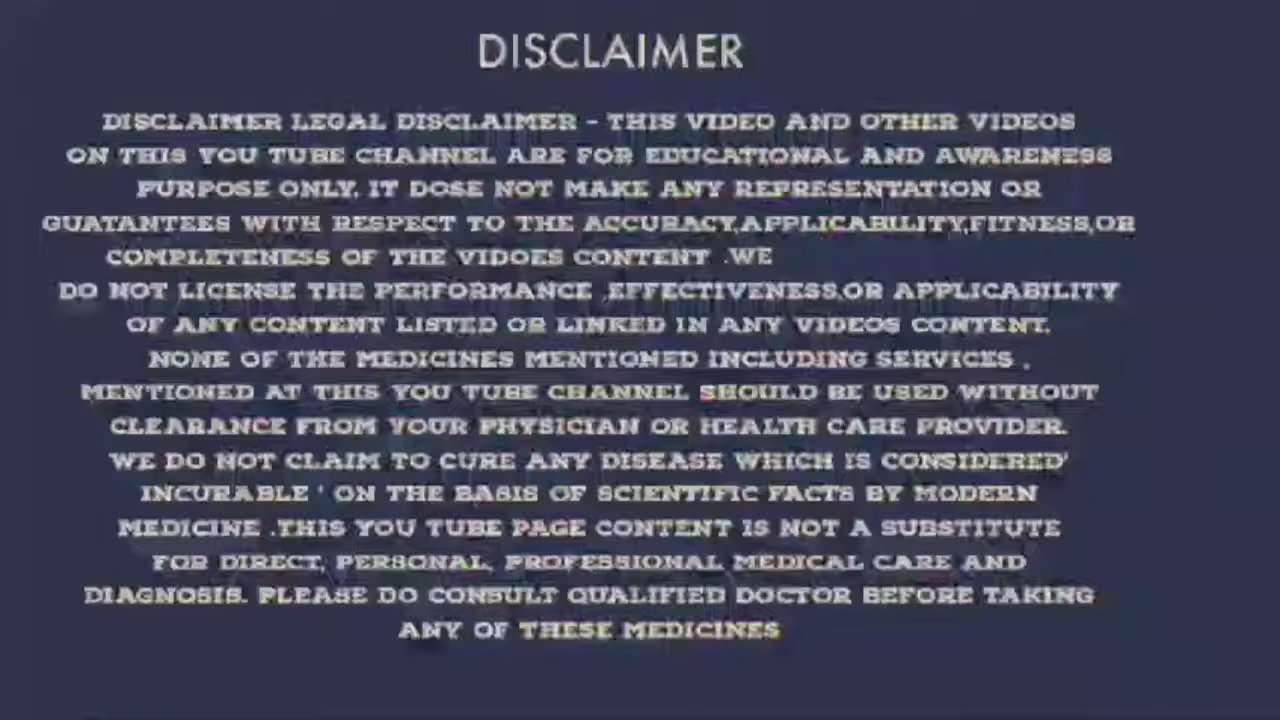 DISCLAIMER
DISCLAIMER LEGAL DISCLAIMER - THIS VIDEO AND OTHER VIDEOS
ON THIS YOU TUBE CHANNEL ARE FOR EDUCATIONAL AND AWARENESS
PURPOSE ONLY. IT DOSE NOT MAKE ANY REPRESENTATION OR
GUATANTEES WITH RESPECT TO THE ACCURACY,APPLICABILITY,FITNESS,OR
COMPLETENESS OF THE VIDOES CONTENT .WE
DO NOT LICENSE THE PERFORMANCE ,EFFECTIVENESS,OR APPLICABILITY
OF ANY CONTENT LISTED OR LINKED IN ANY VIDEOS CONTENT.
NONE OF THE MEDICINES MENTIONED INCLUDING SERVICES ,
MENTIONED AT THIS YOU TUBE CHANNEL SHOULD BE USED WITHOUT
CLEARANCE FROM YOUR PHYSICIAN OR HEALTH CARE PROVIDER.
WE DO NOT CLAIM TO CURE ANY DISEASE WHICH IS CONSIDERED'
INCURABLE ' ON THE BASIS OF SCIENTIFIC FACTS BY MODERN
MEDICINE .THIS YOU TUBE PAGE CONTENT IS NOT A SUBSTITUTE
FOR DIRECT, PERSONAL, PROFESSIONAL MEDICAL CARE AND
DIAGNOSIS. PLEASE DO CONSULT QUALIFIED DOCTOR BEFORE TAKING
ANY OF THESE MEDICINES